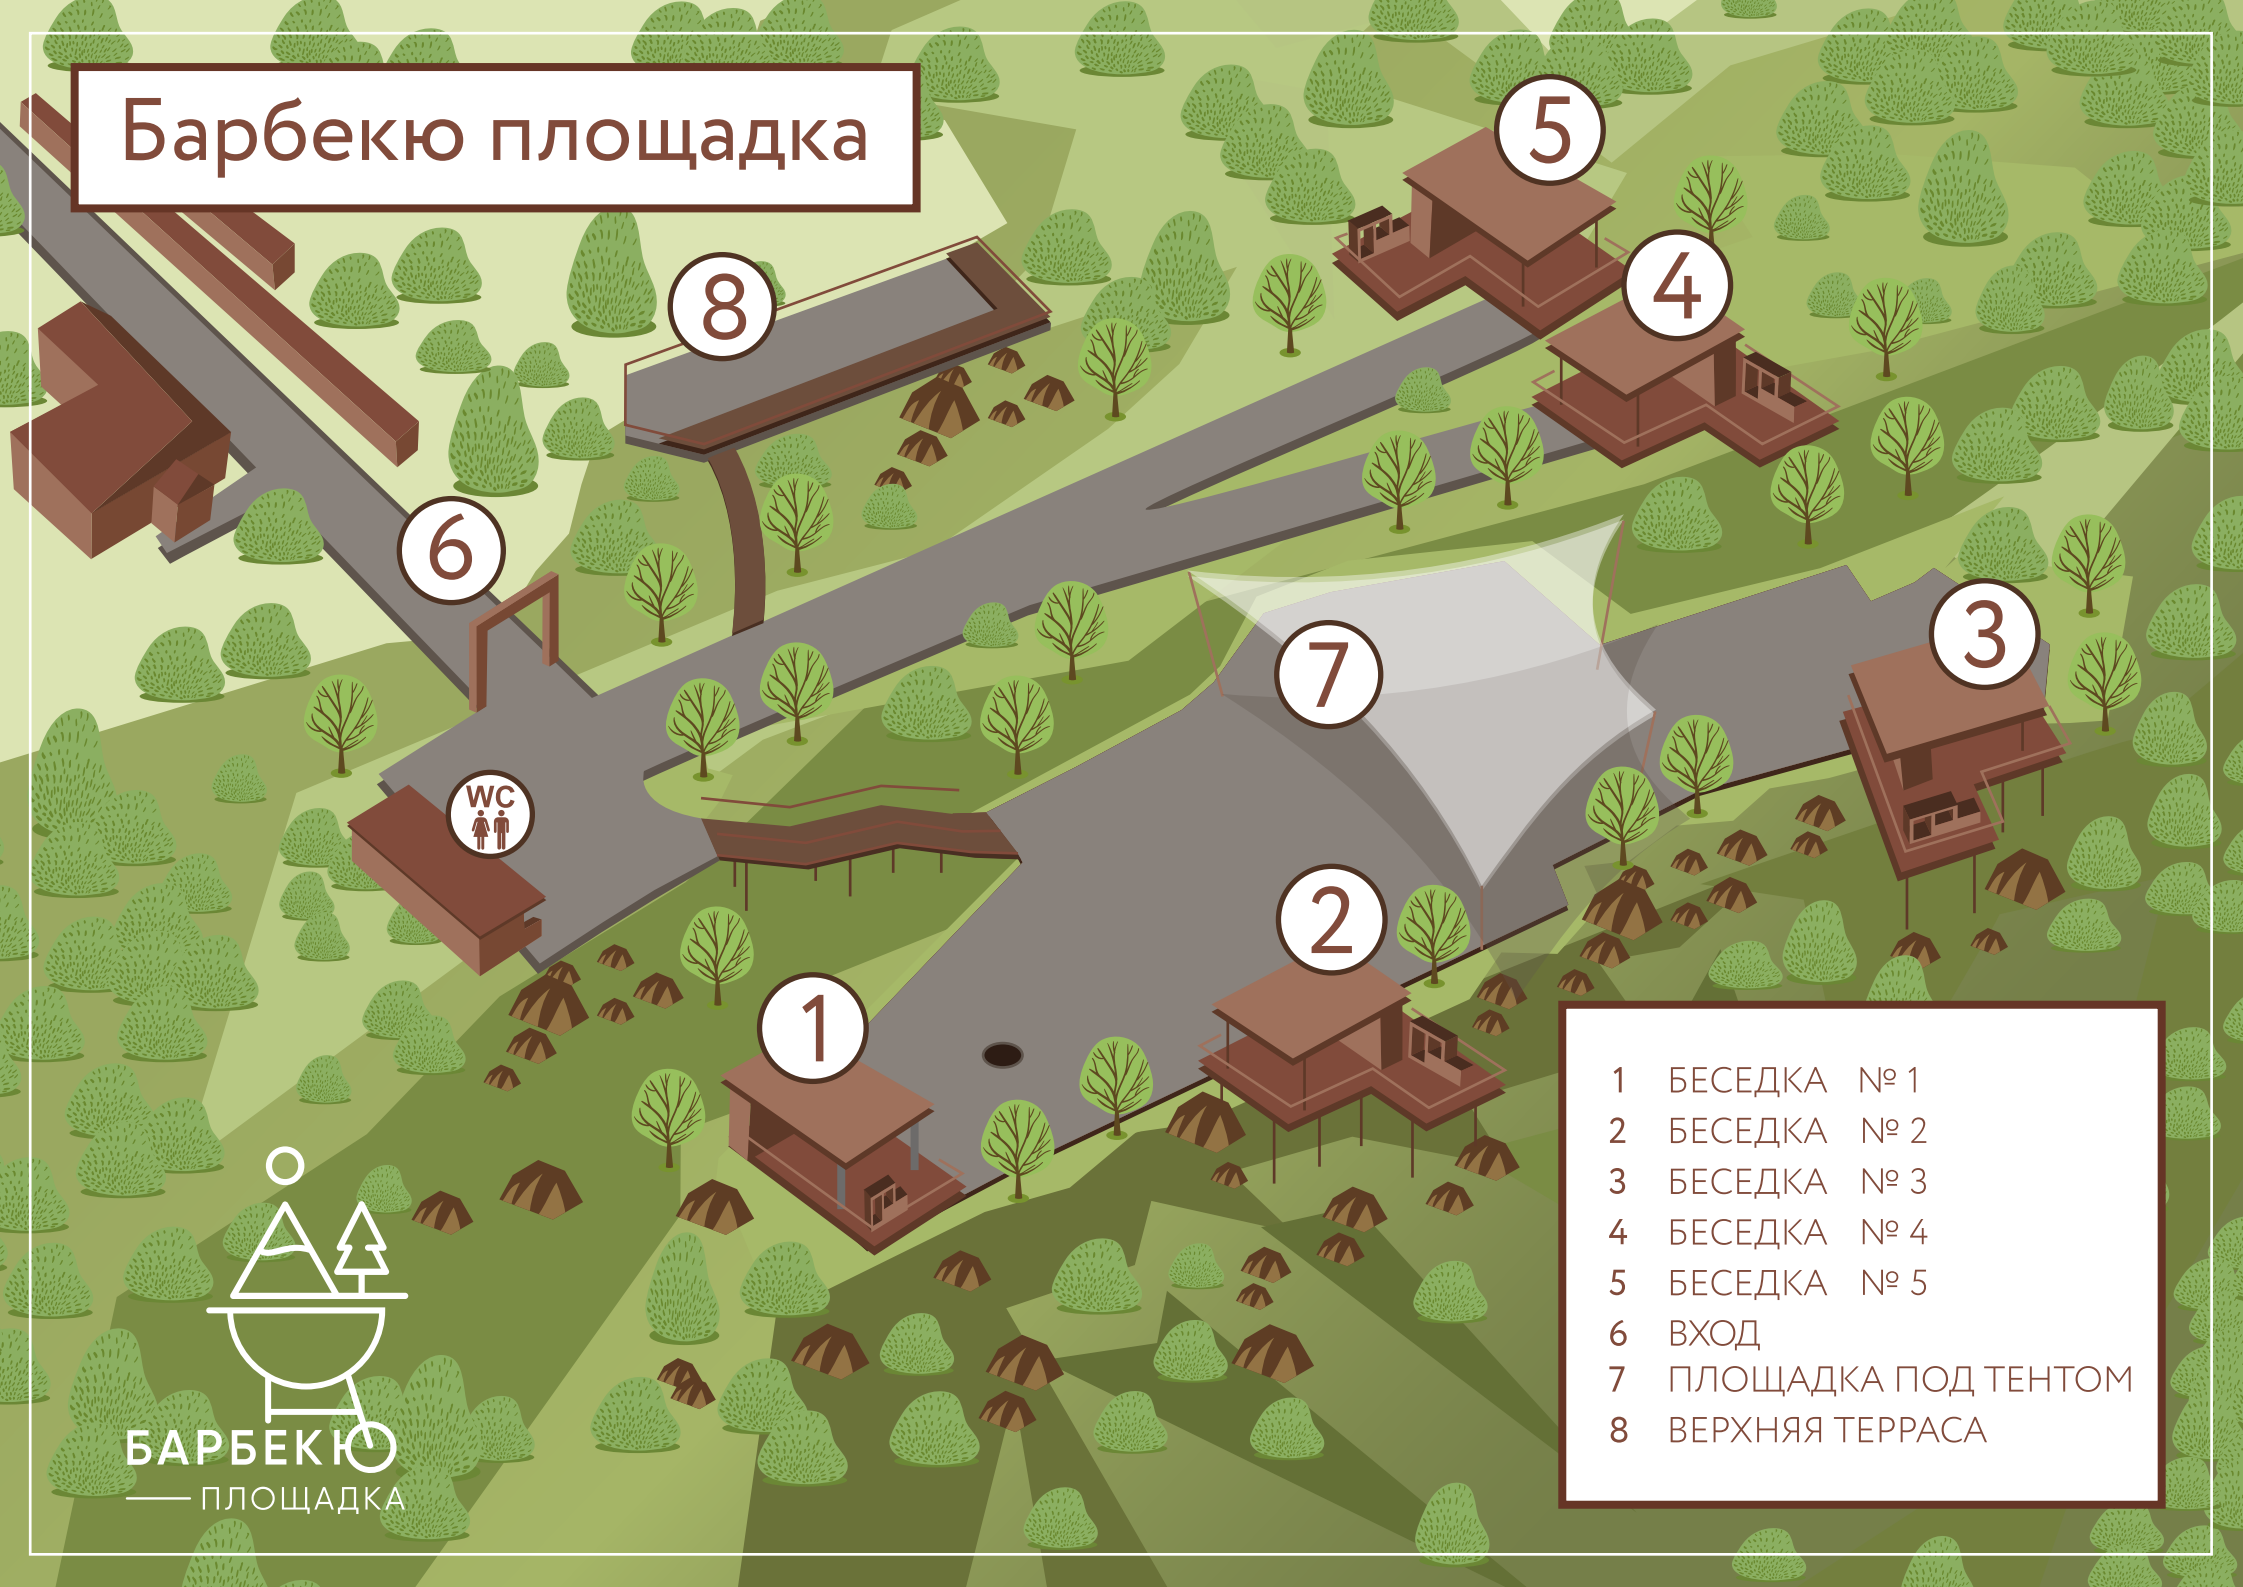 Барбекю площадка
5
4
8
6
3
7
WC
2
1
1 БЕСЕДКА № 1
2 БЕСЕДКА № 2
3 БЕСЕДКА № 3
4 БЕСЕДКА № 4
5 БЕСЕДКА № 5
6 ВХОД
7 ПЛОЩАДКА ПОД ТЕНТОМ
8 ВЕРХНЯЯ ТЕРРАСА
БАРБЕКЮ
ПЛОЩАДКА